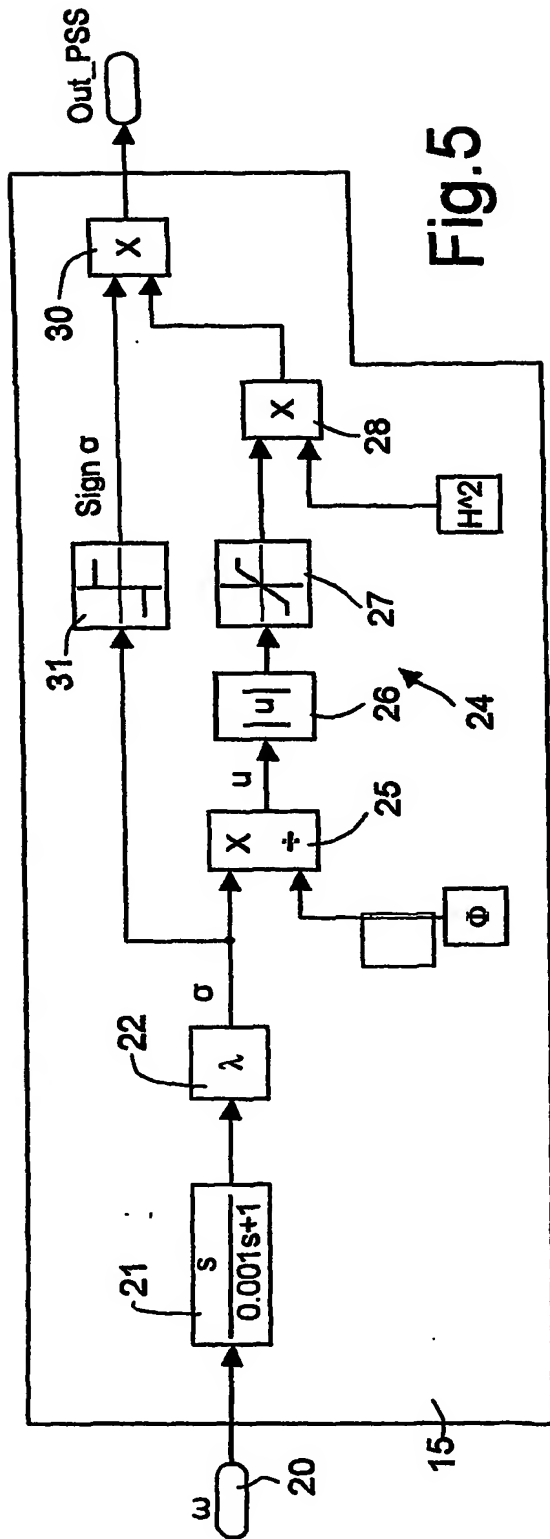 ω
20
15
21
s
0.001s+1
22
λ
σ
31
Sign σ
X
÷
25
Φ
u
|u|
26
24
27
X
28
H^2
30
X
Out_PSS
Fig.5